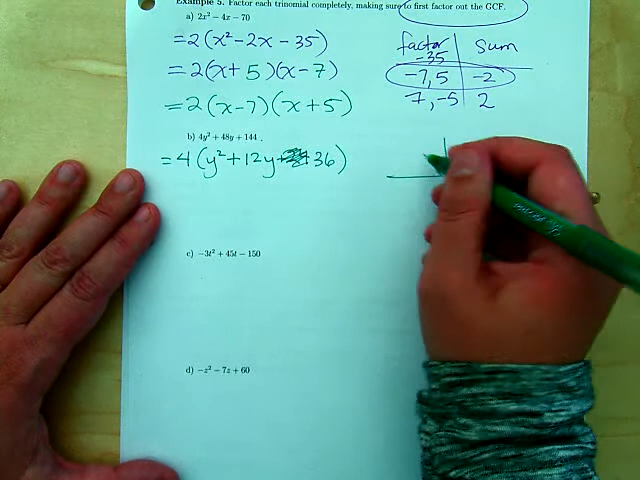 Example 5. Factor each trinomial completely, making sure to first factor out the GCF.
a) 2x² − 4x − 70
= 2(x² − 2x − 35)
= 2(x + 5)(x − 7)
= 2(x − 7)(x + 5)
factor -35 | sum
-7, 5 | -2
7, -5 | 2
b) 4y² + 48y + 144 .
= 4(y² + 12y + 36)
c) −3t² + 45t − 150
d) −z² − 7z + 60